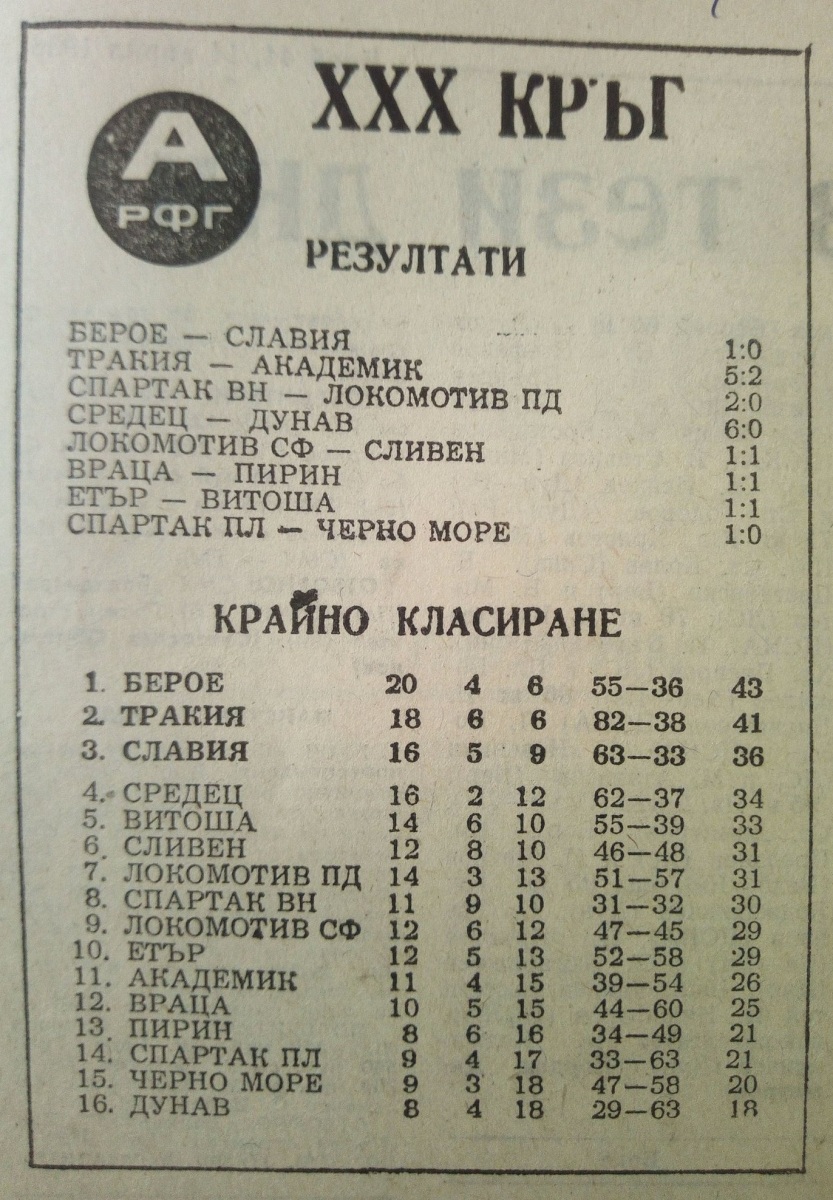 А
РФГ
XXX КРЪГ
РЕЗУЛТАТИ
БЕРОЕ — СЛАВИЯ 1:0
ТРАКИЯ — АКАДЕМИК 5:2
СПАРТАК ВН — ЛОКОМОТИВ ПД 2:0
СРЕДЕЦ — ДУНАВ 6:0
ЛОКОМОТИВ СФ — СЛИВЕН 1:1
ВРАЦА — ПИРИН 1:1
ЕТЪР — ВИТОША 1:1
СПАРТАК ПЛ — ЧЕРНО МОРЕ 1:0
КРАЙНО КЛАСИРАНЕ
1. БЕРОЕ 20 4 6 55—36 43
2. ТРАКИЯ 18 6 6 82—38 41
3. СЛАВИЯ 16 5 9 63—33 36
4. СРЕДЕЦ 16 2 12 62—37 34
5. ВИТОША 14 6 10 55—39 33
6. СЛИВЕН 12 8 10 46—48 31
7. ЛОКОМОТИВ ПД 14 3 13 51—57 31
8. СПАРТАК ВН 11 9 10 31—32 30
9. ЛОКОМОТИВ СФ 12 6 12 47—45 29
10. ЕТЪР 12 5 13 52—58 29
11. АКАДЕМИК 11 4 15 39—54 26
12. ВРАЦА 10 5 15 44—60 25
13. ПИРИН 8 6 16 34—49 21
14. СПАРТАК ПЛ 9 4 17 33—63 21
15. ЧЕРНО МОРЕ 9 3 18 47—58 20
16. ДУНАВ 8 4 18 29—63 18